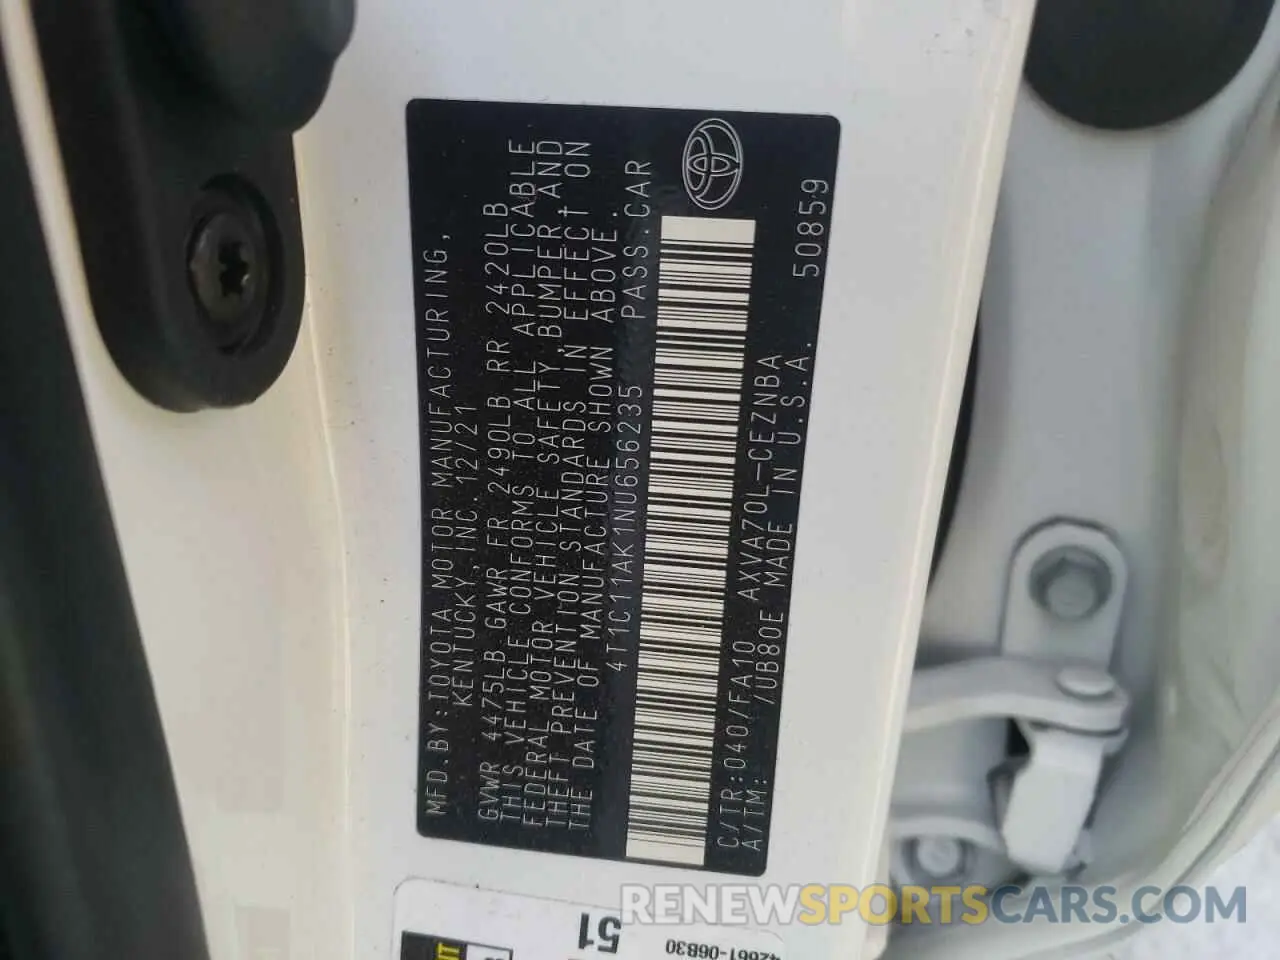 MFD.BY:TOYOTA MOTOR MANUFACTURING,
KENTUCKY,INC. 12/21
GVWR 4475LB GAWR FR 2490LB RR 2420LB
THIS VEHICLE CONFORMS TO ALL APPLICABLE
FEDERAL MOTOR VEHICLE SAFETY,BUMPER,AND
THEFT PREVENTION STANDARDS IN EFFECT ON
THE DATE OF MANUFACTURE SHOWN ABOVE.
4T1C11AK1NU656235 PASS.CAR
C/TR:040/FA10 AXVA70L-CEZNBA
A/TM: /UB80E MADE IN U.S.A.
50859
51
42661-06B30
RENEWSPORTSCARS.COM